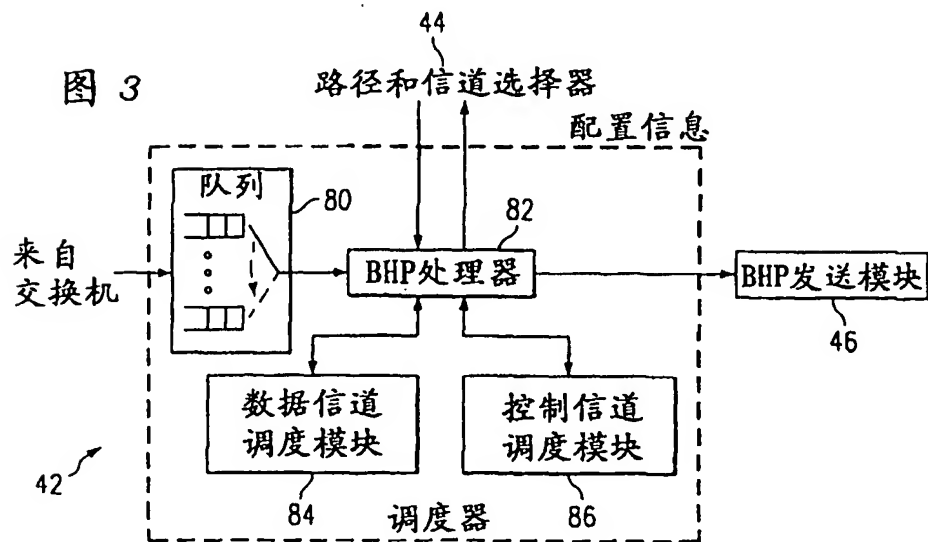 图 3
44
路径和信道选择器
配置信息
队列
80
82
来自
交换机
BHP处理器
BHP发送模块
46
数据信道
调度模块
控制信道
调度模块
42
84
调度器
86